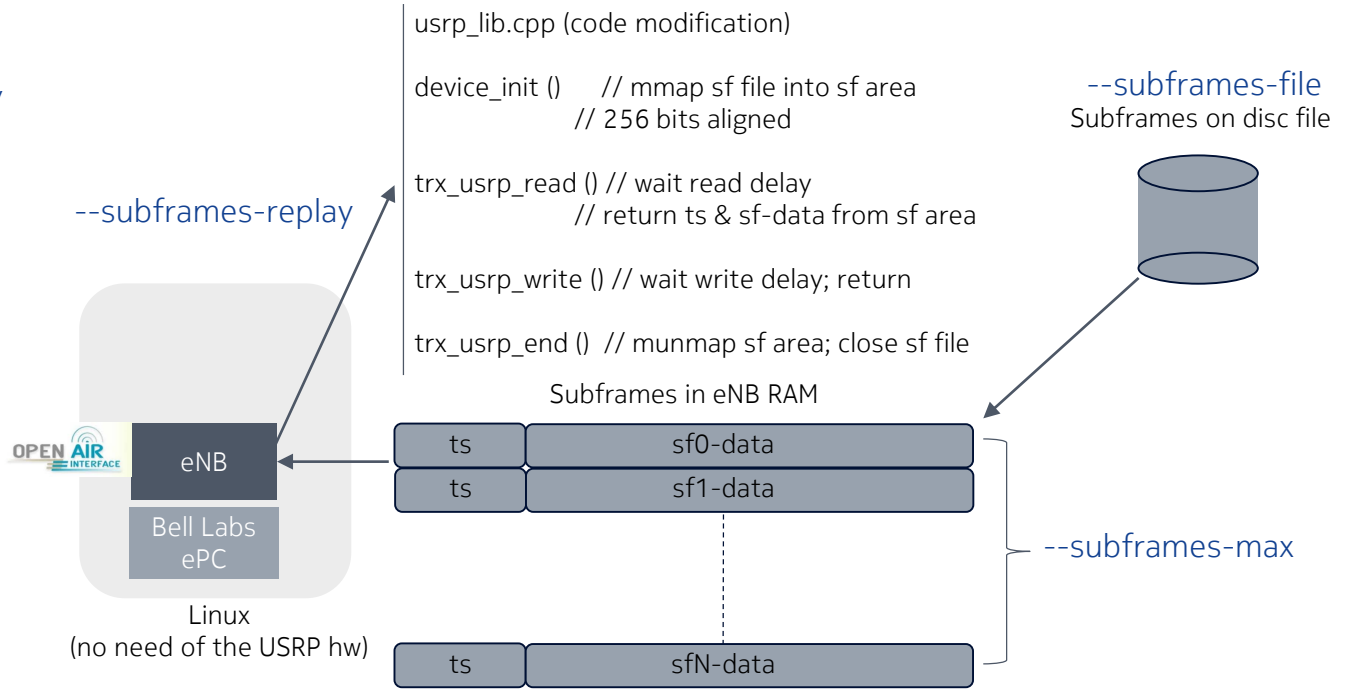 usrp_lib.cpp (code modification)
device_init () // mmap sf file into sf area
// 256 bits aligned
trx_usrp_read () // wait read delay
// return ts & sf-data from sf area
trx_usrp_write () // wait write delay; return
trx_usrp_end () // munmap sf area; close sf file
--subframes-file
Subframes on disc file
--subframes-replay
Subframes in eNB RAM
OPEN AIR
INTERFACE
eNB
Bell Labs
ePC
Linux
(no need of the USRP hw)
ts sf0-data
ts sf1-data
ts sfN-data
--subframes-max